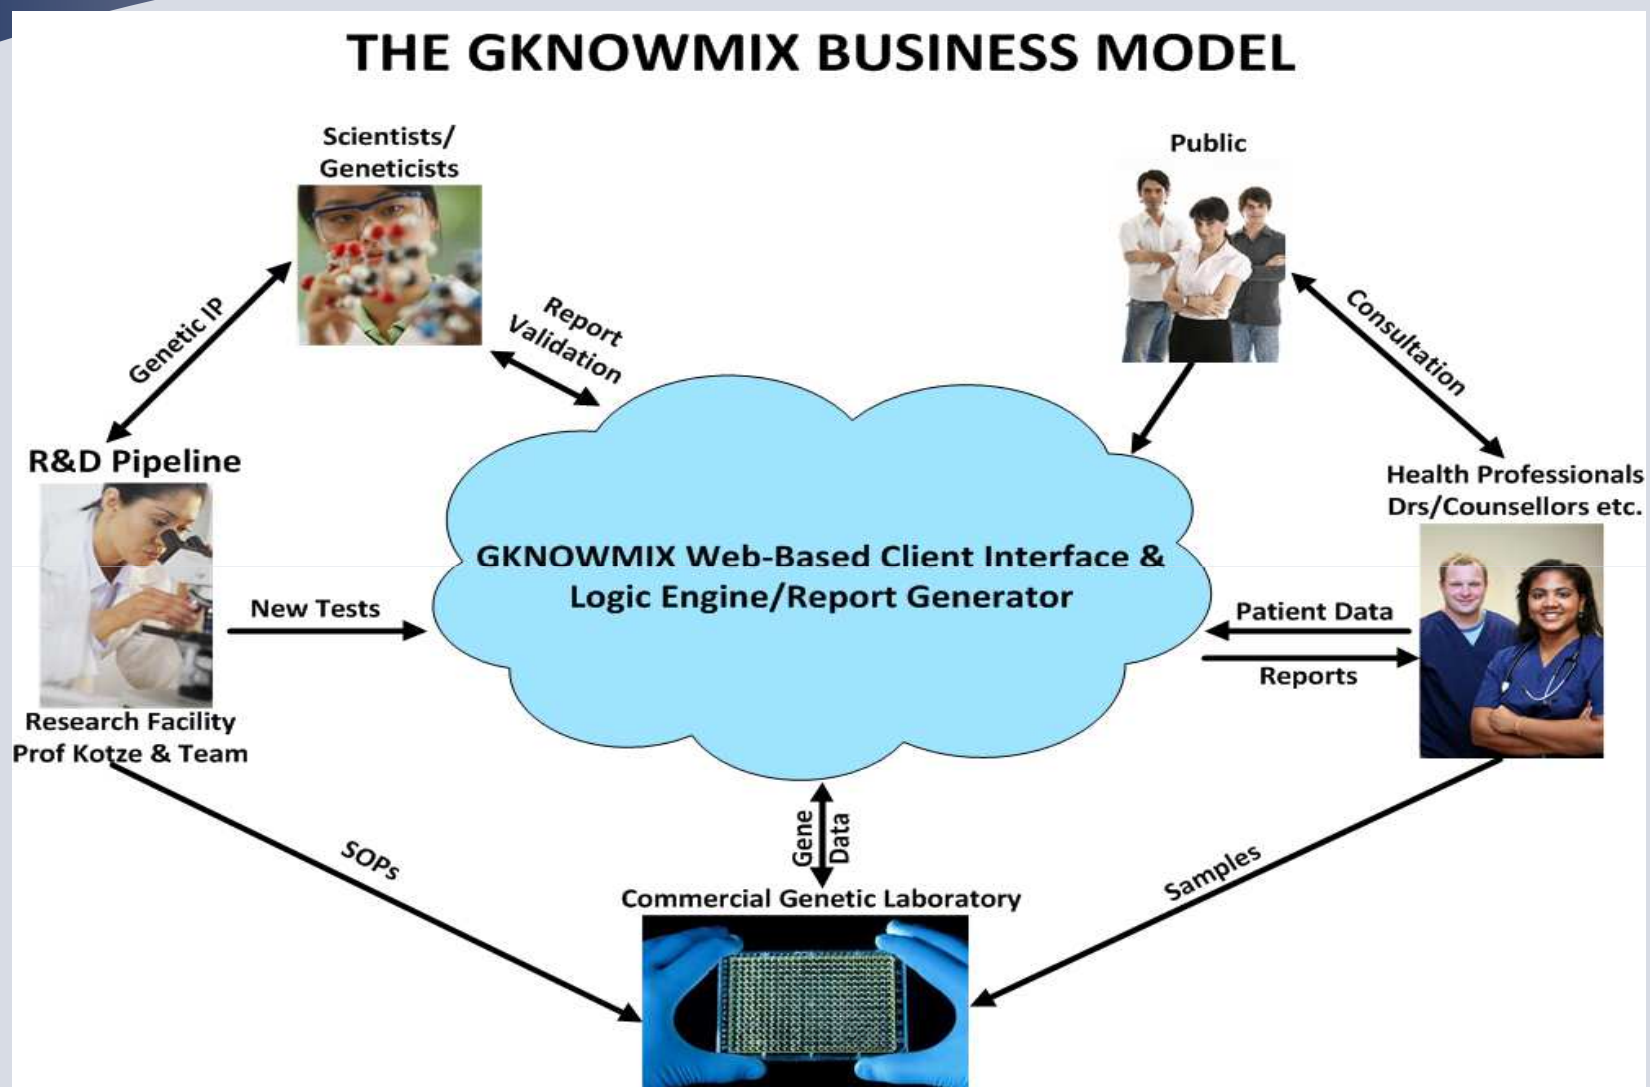 THE GKNOWMIX BUSINESS MODEL
Scientists/
Geneticists
Public
Genetic IP
Report
Validation
Consultation
R&D Pipeline
Health Professionals
Drs/Counsellors etc.
GKNOWMIX Web-Based Client Interface &
Logic Engine/Report Generator
New Tests
Patient Data
Reports
Research Facility
Prof Kotze & Team
Gene
Data
SOPs
Samples
Commercial Genetic Laboratory